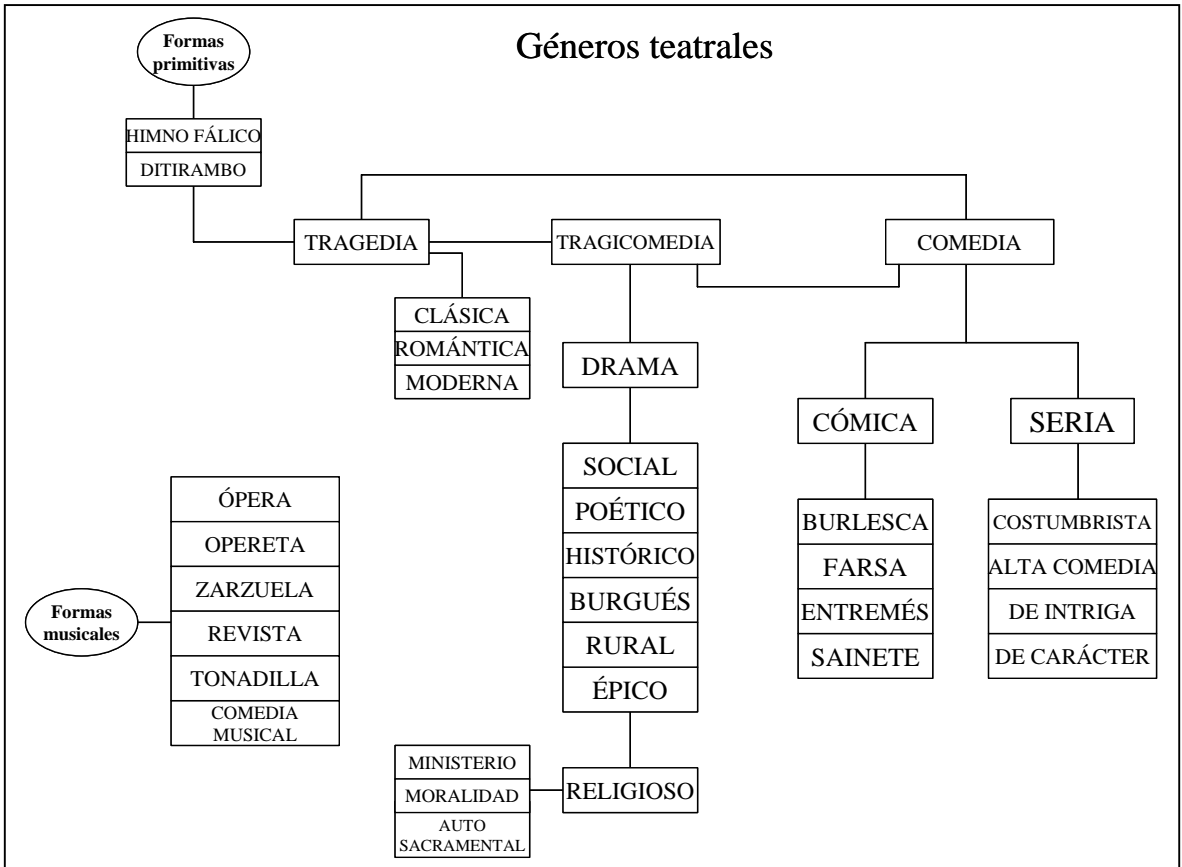 Géneros teatrales
Formas
primitivas
HIMNO FÁLICO
DITIRAMBO
TRAGEDIA
TRAGICOMEDIA
COMEDIA
CLÁSICA
ROMÁNTICA
MODERNA
DRAMA
CÓMICA
SERIA
SOCIAL
POÉTICO
HISTÓRICO
BURGUÉS
RURAL
ÉPICO
BURLESCA
FARSA
ENTREMÉS
SAINETE
COSTUMBRISTA
ALTA COMEDIA
DE INTRIGA
DE CARÁCTER
Formas
musicales
ÓPERA
OPERETA
ZARZUELA
REVISTA
TONADILLA
COMEDIA
MUSICAL
RELIGIOSO
MINISTERIO
MORALIDAD
AUTO
SACRAMENTAL